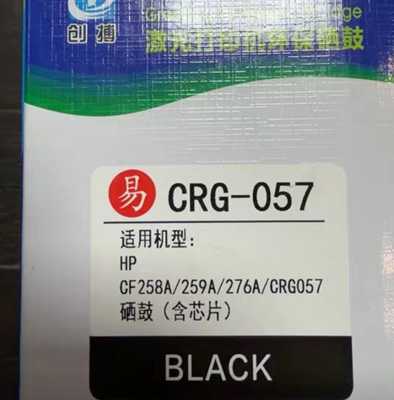 创搏
激光打印机环保硒鼓
易 CRG-057
适用机型:
HP
CF258A/259A/276A/CRG057
硒鼓(含芯片)
BLACK